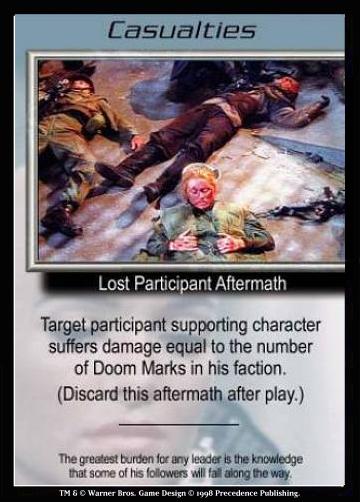 Casualties
Lost Participant Aftermath
Target participant supporting character
suffers damage equal to the number
of Doom Marks in his faction.
(Discard this aftermath after play.)
The greatest burden for any leader is the knowledge
that some of his followers will fall along the way.
TM & © Warner Bros. Game Design © 1998 Precedence Publishing.